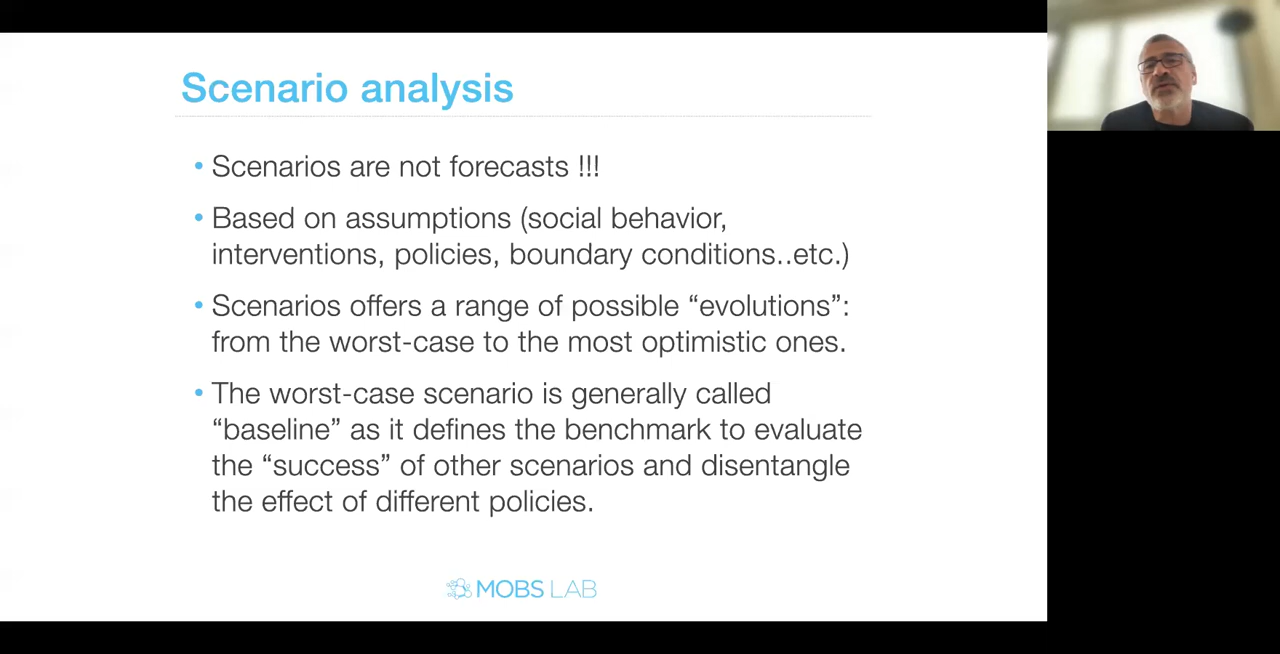 Scenario analysis
• Scenarios are not forecasts !!!
• Based on assumptions (social behavior,
interventions, policies, boundary conditions..etc.)
• Scenarios offers a range of possible “evolutions”:
from the worst-case to the most optimistic ones.
• The worst-case scenario is generally called
“baseline” as it defines the benchmark to evaluate
the “success” of other scenarios and disentangle
the effect of different policies.
MOBS LAB